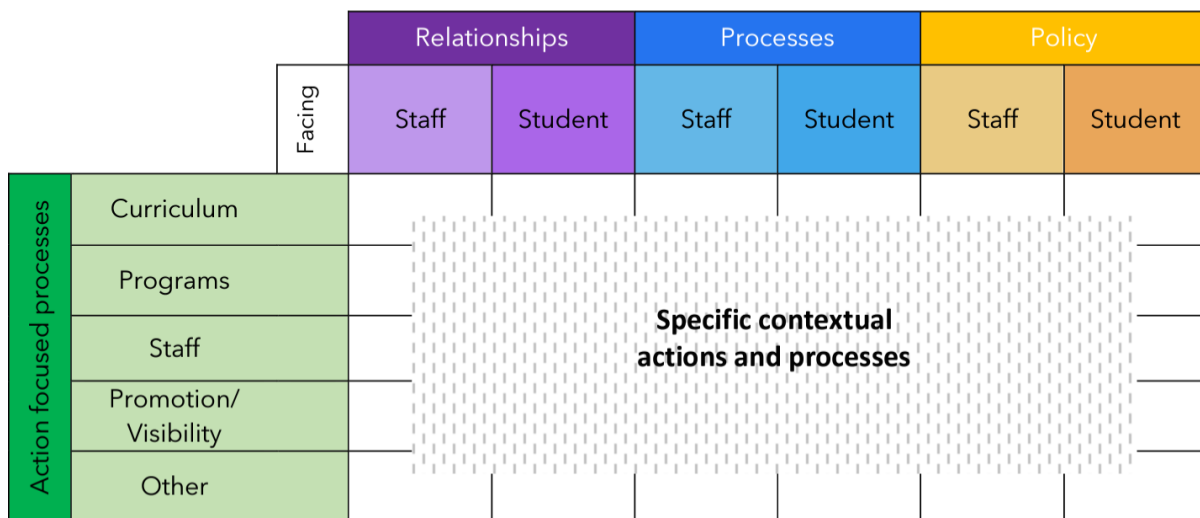 Relationships
Processes
Policy
Facing
Staff
Student
Staff
Student
Staff
Student
Action focused processes
Curriculum
Programs
Staff
Promotion/
Visibility
Other
Specific contextual
actions and processes